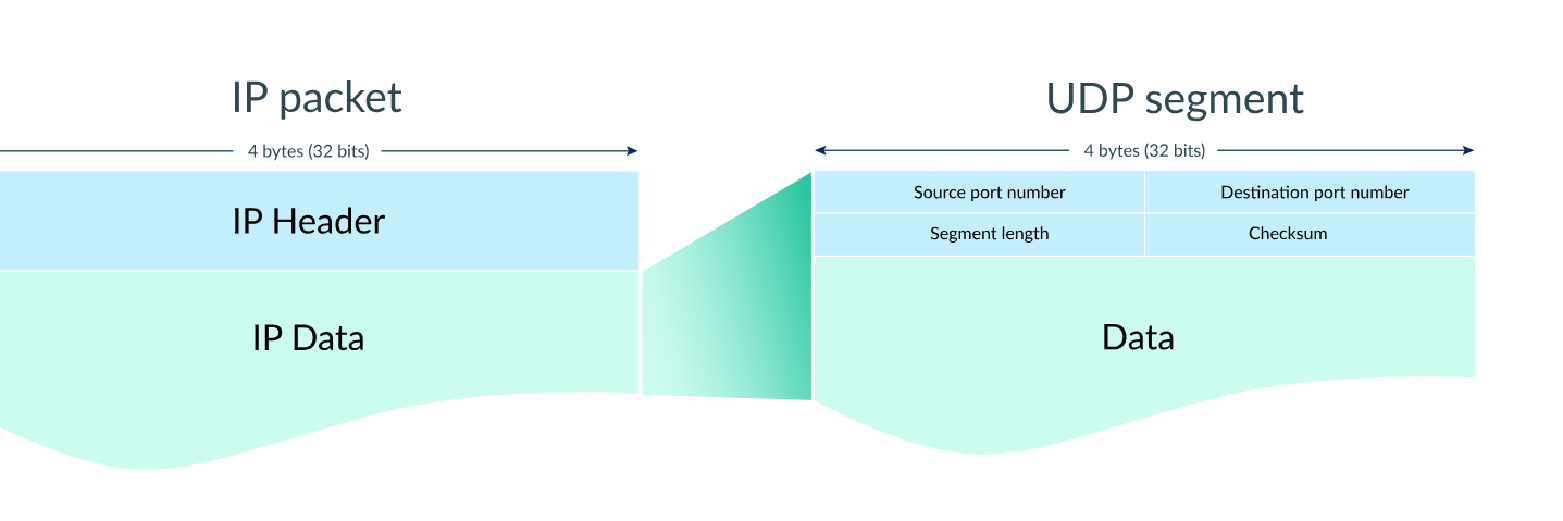 IP packet
4 bytes (32 bits)
IP Header
IP Data
UDP segment
4 bytes (32 bits)
Source port number
Destination port number
Segment length
Checksum
Data